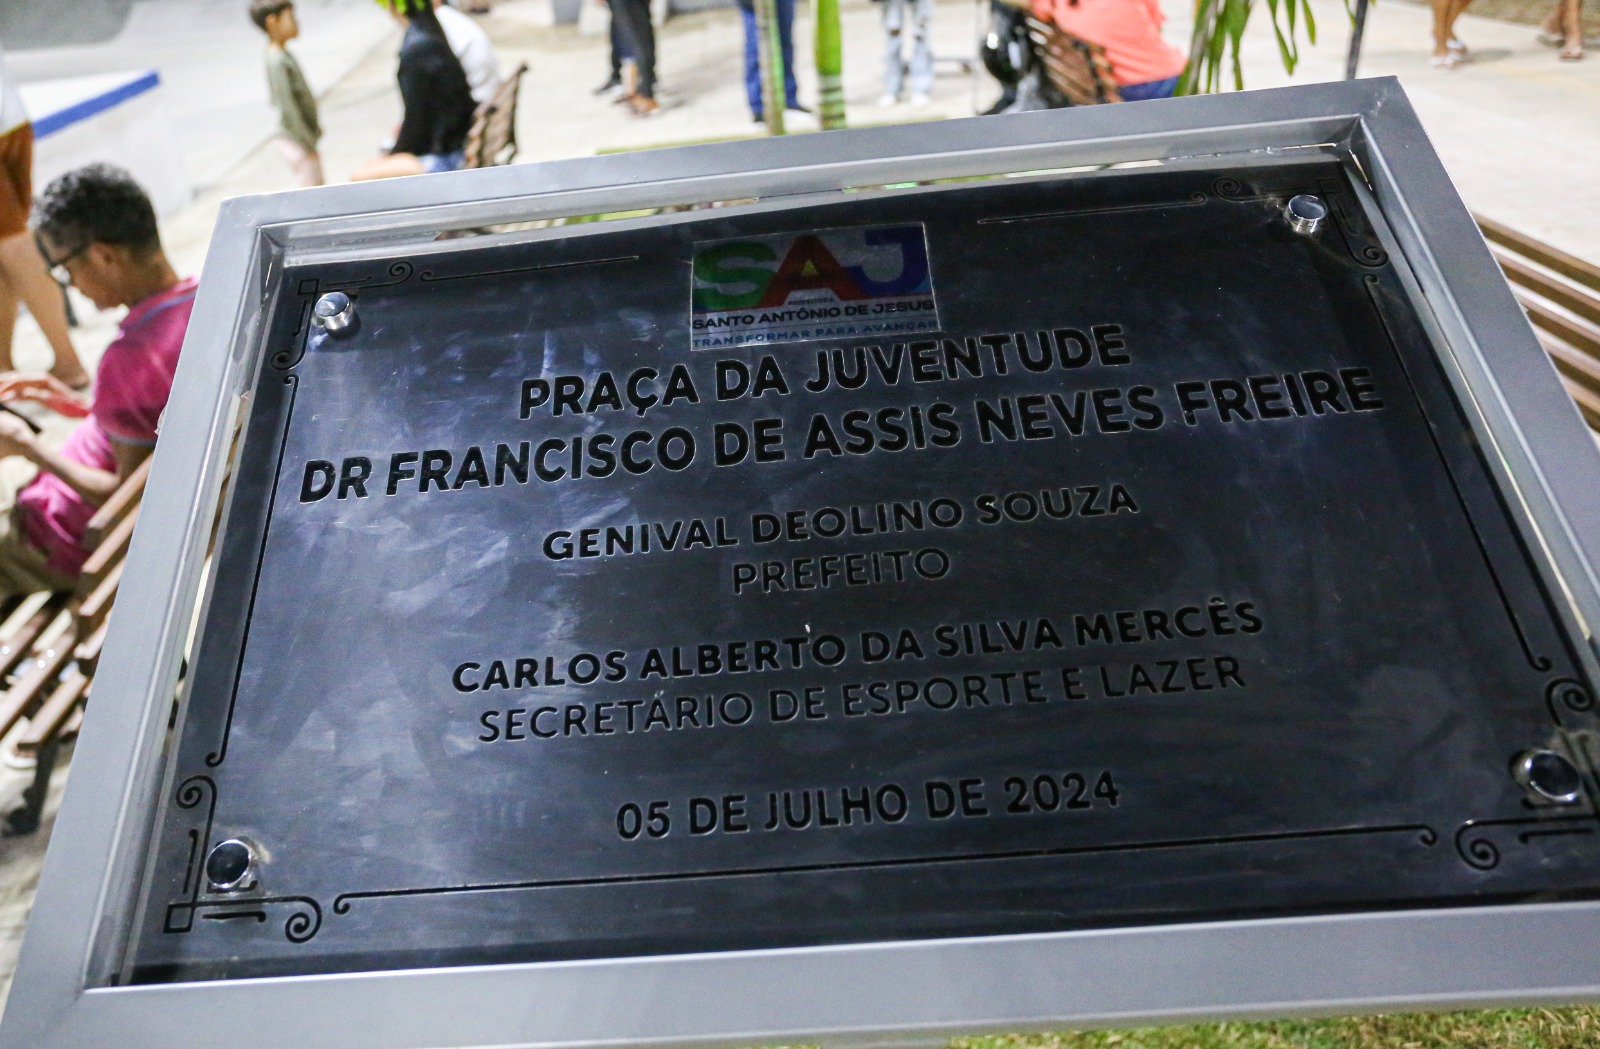 SAJ
PREFEITURA
SANTO ANTÔNIO DE JESUS
TRANSFORMAR PARA AVANÇAR
PRAÇA DA JUVENTUDE
DR FRANCISCO DE ASSIS NEVES FREIRE
GENIVAL DEOLINO SOUZA
PREFEITO
CARLOS ALBERTO DA SILVA MERCÊS
SECRETÁRIO DE ESPORTE E LAZER
05 DE JULHO DE 2024